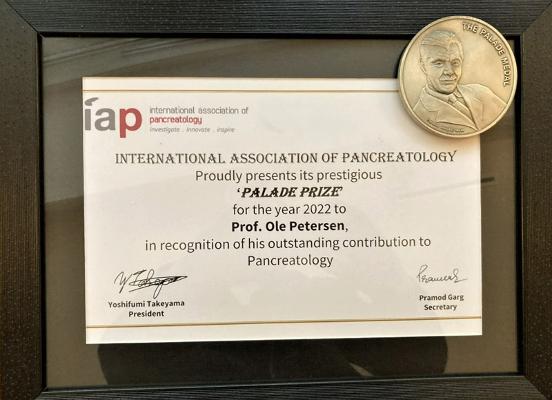 THE PALADE MEDAL
iap
international association of
pancreatology
investigate . innovate . inspire
INTERNATIONAL ASSOCIATION OF PANCREATOLOGY
Proudly presents its prestigious
‘PALADE PRIZE’
for the year 2022 to
Prof. Ole Petersen,
in recognition of his outstanding contribution to
Pancreatology
Yoshifumi Takeyama
President
Pramod Garg
Secretary